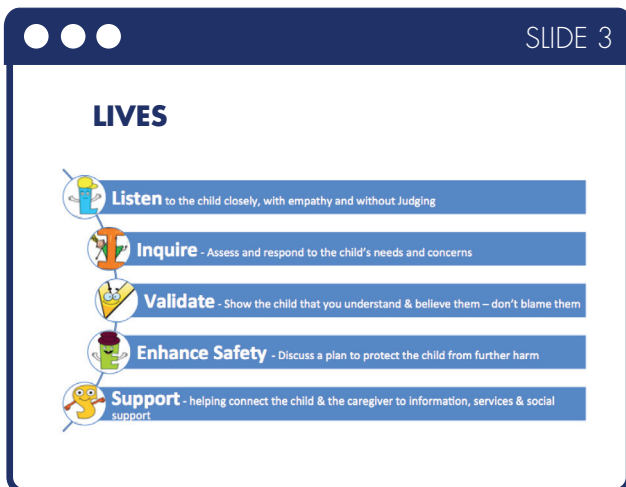 SLIDE 3
LIVES
Listen to the child closely, with empathy and without Judging
Inquire - Assess and respond to the child's needs and concerns
Validate - Show the child that you understand & believe them – don't blame them
Enhance Safety - Discuss a plan to protect the child from further harm
Support - helping connect the child & the caregiver to information, services & social
support